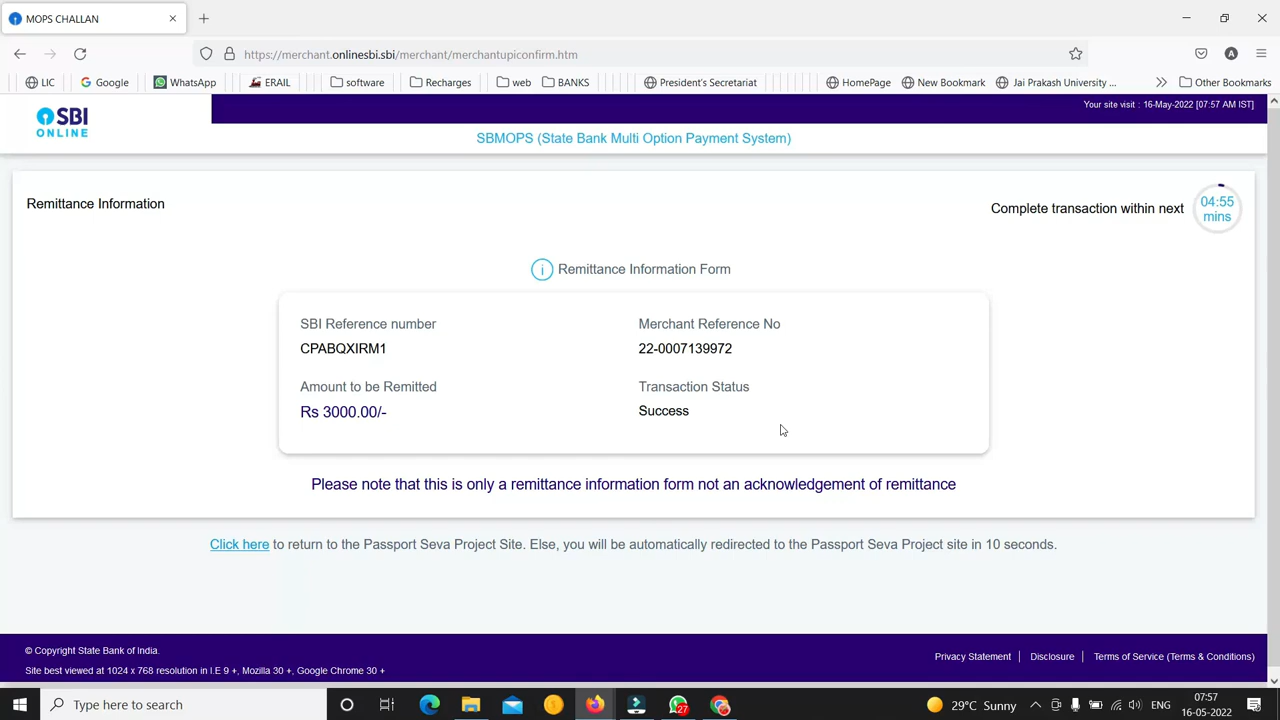 MOPS CHALLAN
https://merchant.onlinesbi.sbi/merchant/merchantupiconfirm.htm
LIC
Google
WhatsApp
ERAIL
software
Recharges
web
BANKS
President's Secretariat
HomePage
New Bookmark
Jai Prakash University ...
Other Bookmarks
Your site visit : 16-May-2022 [07:57 AM IST]
SBI
ONLINE
SBMOPS (State Bank Multi Option Payment System)
Remittance Information
Complete transaction within next
04:55
mins
Remittance Information Form
SBI Reference number
Merchant Reference No
CPABQXIRM1
22-0007139972
Amount to be Remitted
Transaction Status
Rs 3000.00/-
Success
Please note that this is only a remittance information form not an acknowledgement of remittance
Click here to return to the Passport Seva Project Site. Else, you will be automatically redirected to the Passport Seva Project site in 10 seconds.
© Copyright State Bank of India.
Site best viewed at 1024 x 768 resolution in I.E 9 +, Mozilla 30 +, Google Chrome 30 +
Privacy Statement
Disclosure
Terms of Service (Terms & Conditions)
Type here to search
27
29°C Sunny
ENG
07:57
16-05-2022